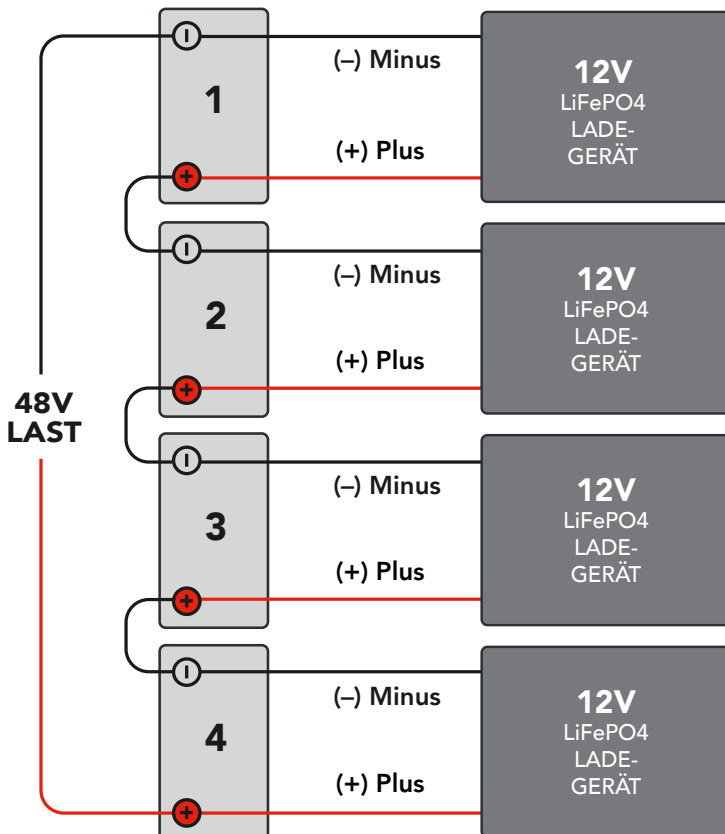 1
(–) Minus
(+) Plus
12V
LiFePO4
LADE-
GERÄT
2
(–) Minus
(+) Plus
12V
LiFePO4
LADE-
GERÄT
48V
LAST
3
(–) Minus
(+) Plus
12V
LiFePO4
LADE-
GERÄT
4
(–) Minus
(+) Plus
12V
LiFePO4
LADE-
GERÄT